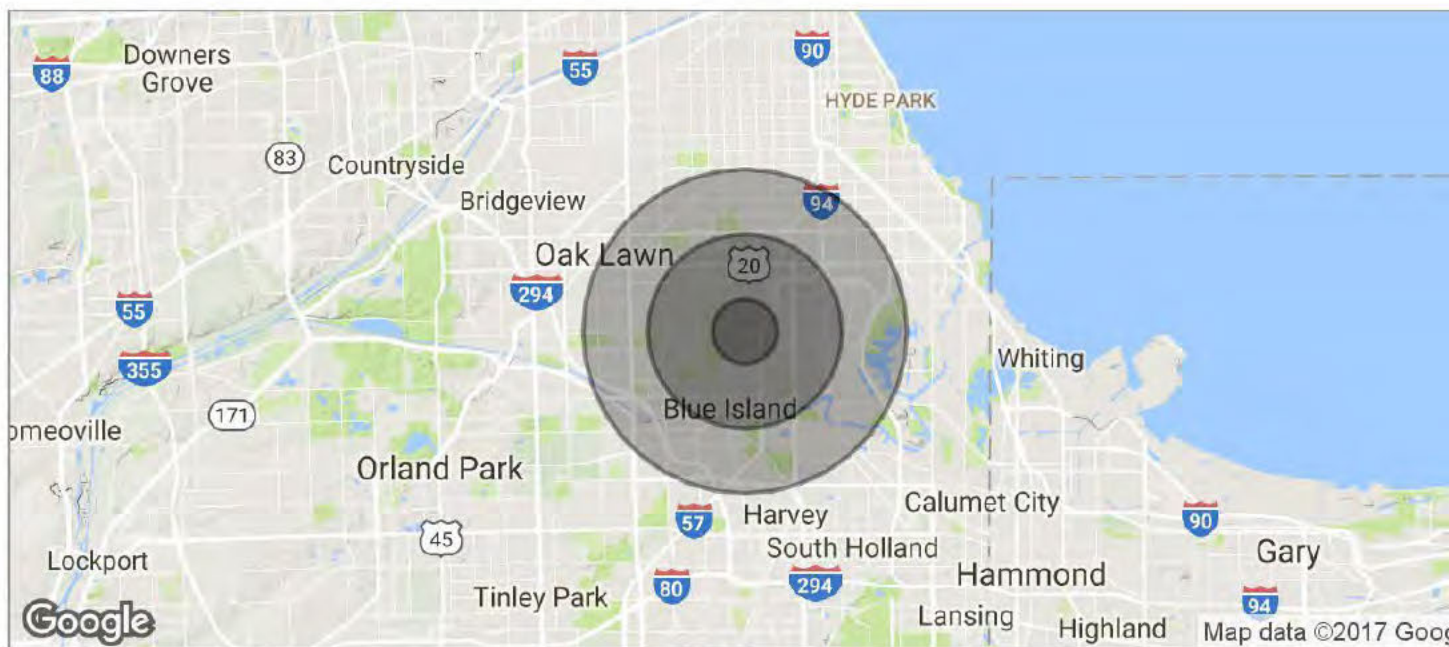 Downers
Grove
88
55
90
HYDE PARK
83
Countryside
Bridgeview
94
Oak Lawn
20
294
55
355
Whiting
171
Blue Island
omeoville
Orland Park
Calumet City
57
Harvey
90
45
South Holland
Gary
Lockport
80
294
Hammond
Tinley Park
94
Lansing
Highland
Google
Map data ©2017 Goog